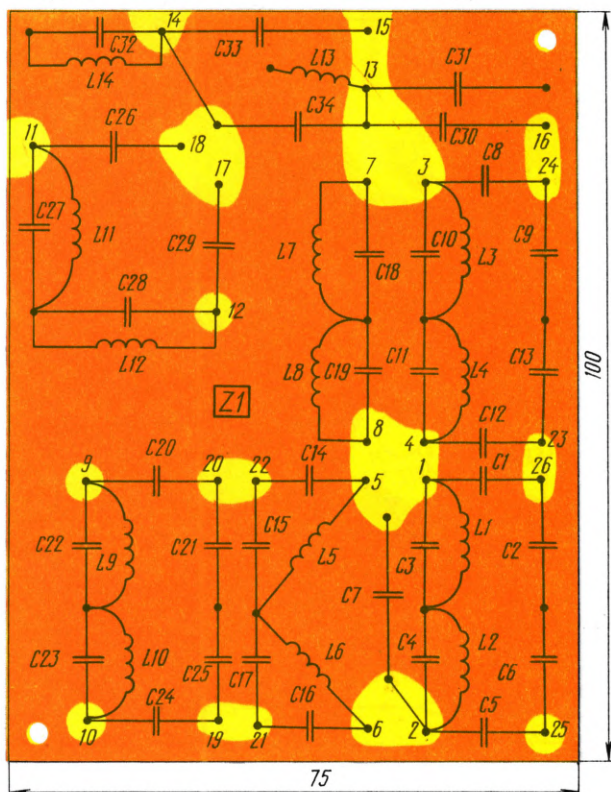 14 15
C32 C33
L14 L13 13 C31
C26 C34 C30
11 18 16
C8
17 7 3 24
C27 L11 C29 L7 C18 C10 L3 C9
C28
12
L12 L8 C19 C11 L4 C13
100
Z1
8 4 C12 23
C20 C14 C1
9 20 22 5 1 26
C22 L9 C21 C15 L5 C3 L1 C2
C7
C23 L10 C25 C17 L6 C4 L2 C6
C24 C16 C5
10 19 21 6 2 25
75